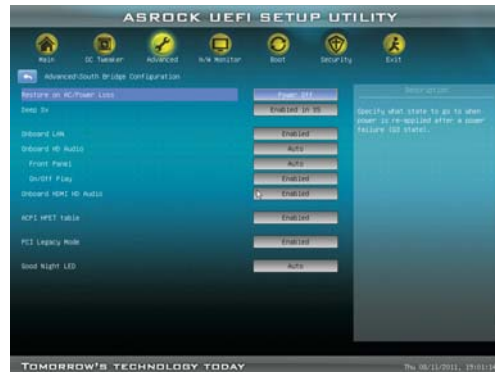 ASROCK UEFI SETUP UTILITY
Main OC Tweaker Advanced H/W Monitor Boot Security Exit
Advanced\South Bridge Configuration
Restore on AC/Power Loss Power Off
Deep Sx Enabled in S5
Onboard LAN Enabled
Onboard HD Audio Auto
Front Panel Auto
On/Off Play Enabled
Onboard HDMI HD Audio Enabled
ACPI HPET table Enabled
PCI Legacy Mode Enabled
Good Night LED Auto
Description
Specify what state to go to when
power is re-applied after a power
failure (G3 state).
TOMORROW'S TECHNOLOGY TODAY
Thu 08/11/2011,